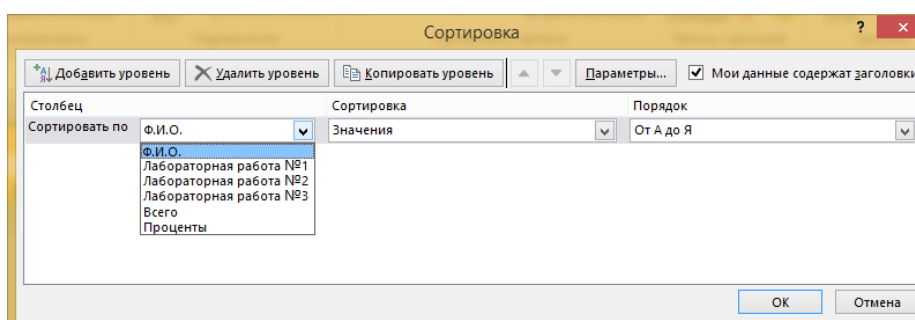 Сортировка
?
Добавить уровень Удалить уровень Копировать уровень Параметры... Мои данные содержат заголовки
Столбец Сортировка Порядок
Сортировать по Ф.И.О. Значения От А до Я
Ф.И.О.
Лабораторная работа №1
Лабораторная работа №2
Лабораторная работа №3
Всего
Проценты
ОК Отмена